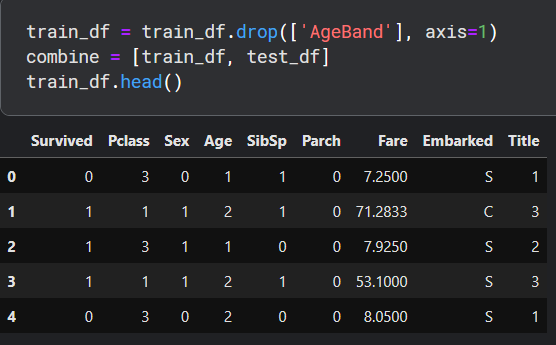 train_df = train_df.drop(['AgeBand'], axis=1)
combine = [train_df, test_df]
train_df.head()
Survived Pclass Sex Age SibSp Parch Fare Embarked Title
0 0 3 0 1 1 0 7.2500 S 1
1 1 1 1 2 1 0 71.2833 C 3
2 1 3 1 1 0 0 7.9250 S 2
3 1 1 1 2 1 0 53.1000 S 3
4 0 3 0 2 0 0 8.0500 S 1